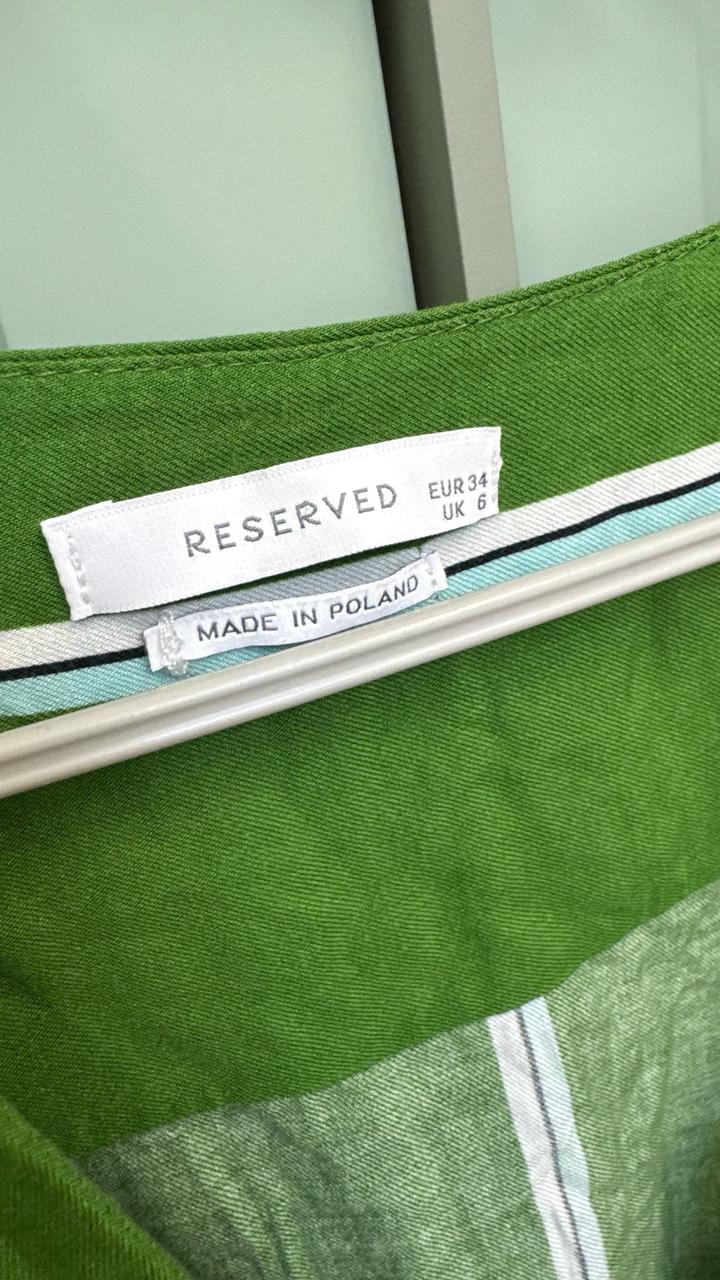 RESERVED
EUR 34
UK 6
MADE IN POLAND